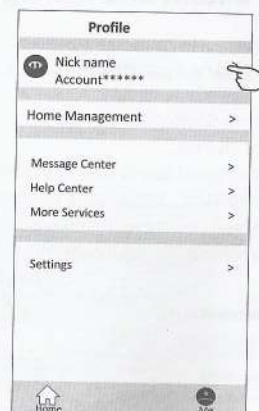 Profile
Nick name
Account******
Home Management >
Message Center >
Help Center >
More Services >
Settings >
Home
Me